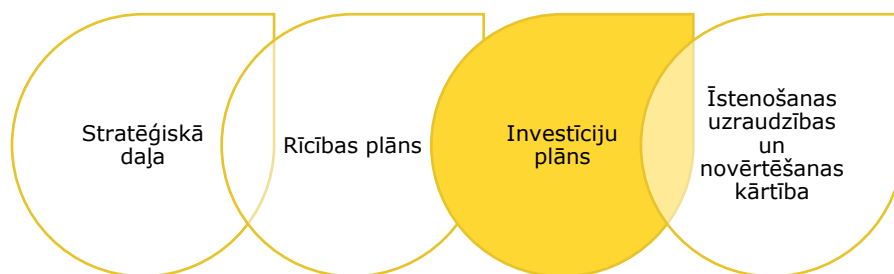 Stratēģiskā
daļa
Rīcības plāns
Investīciju
plāns
Īstenošanas
uzraudzības
un
novērtēšanas
kārtība